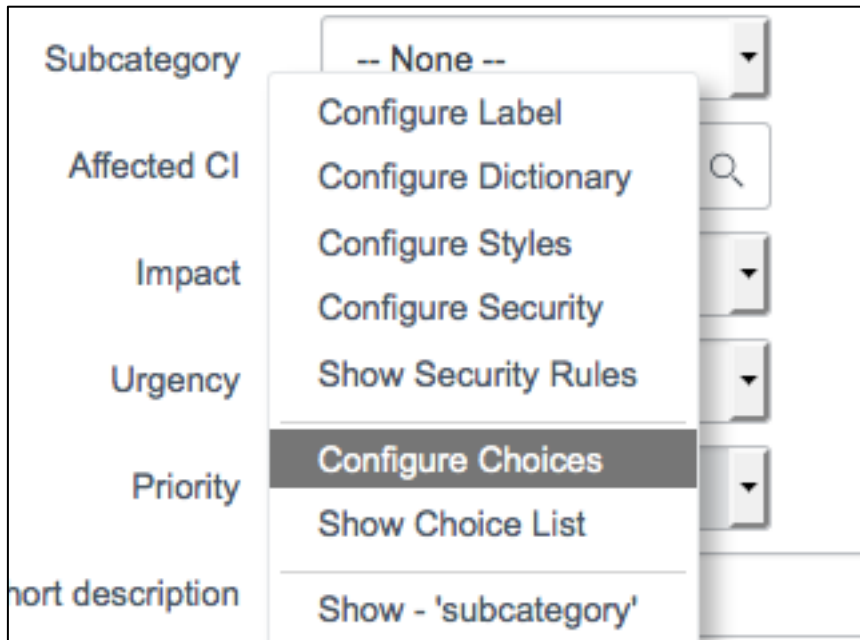 Subcategory
-- None --
Configure Label
Affected CI
Configure Dictionary
Configure Styles
Impact
Configure Security
Urgency
Show Security Rules
Configure Choices
Priority
Show Choice List
hort description
Show - 'subcategory'